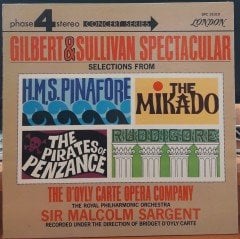 phase 4 stereo CONCERT SERIES
LONDON
GILBERT & SULLIVAN SPECTACULAR
SELECTIONS FROM
H.M.S. PINAFORE
THE MIKADO
THE PIRATES OF PENZANCE
RUDDIGORE
THE D'OYLY CARTE OPERA COMPANY
THE ROYAL PHILHARMONIC ORCHESTRA
SIR MALCOLM SARGENT
RECORDED UNDER THE DIRECTION OF BRIDGET D'OYLY CARTE